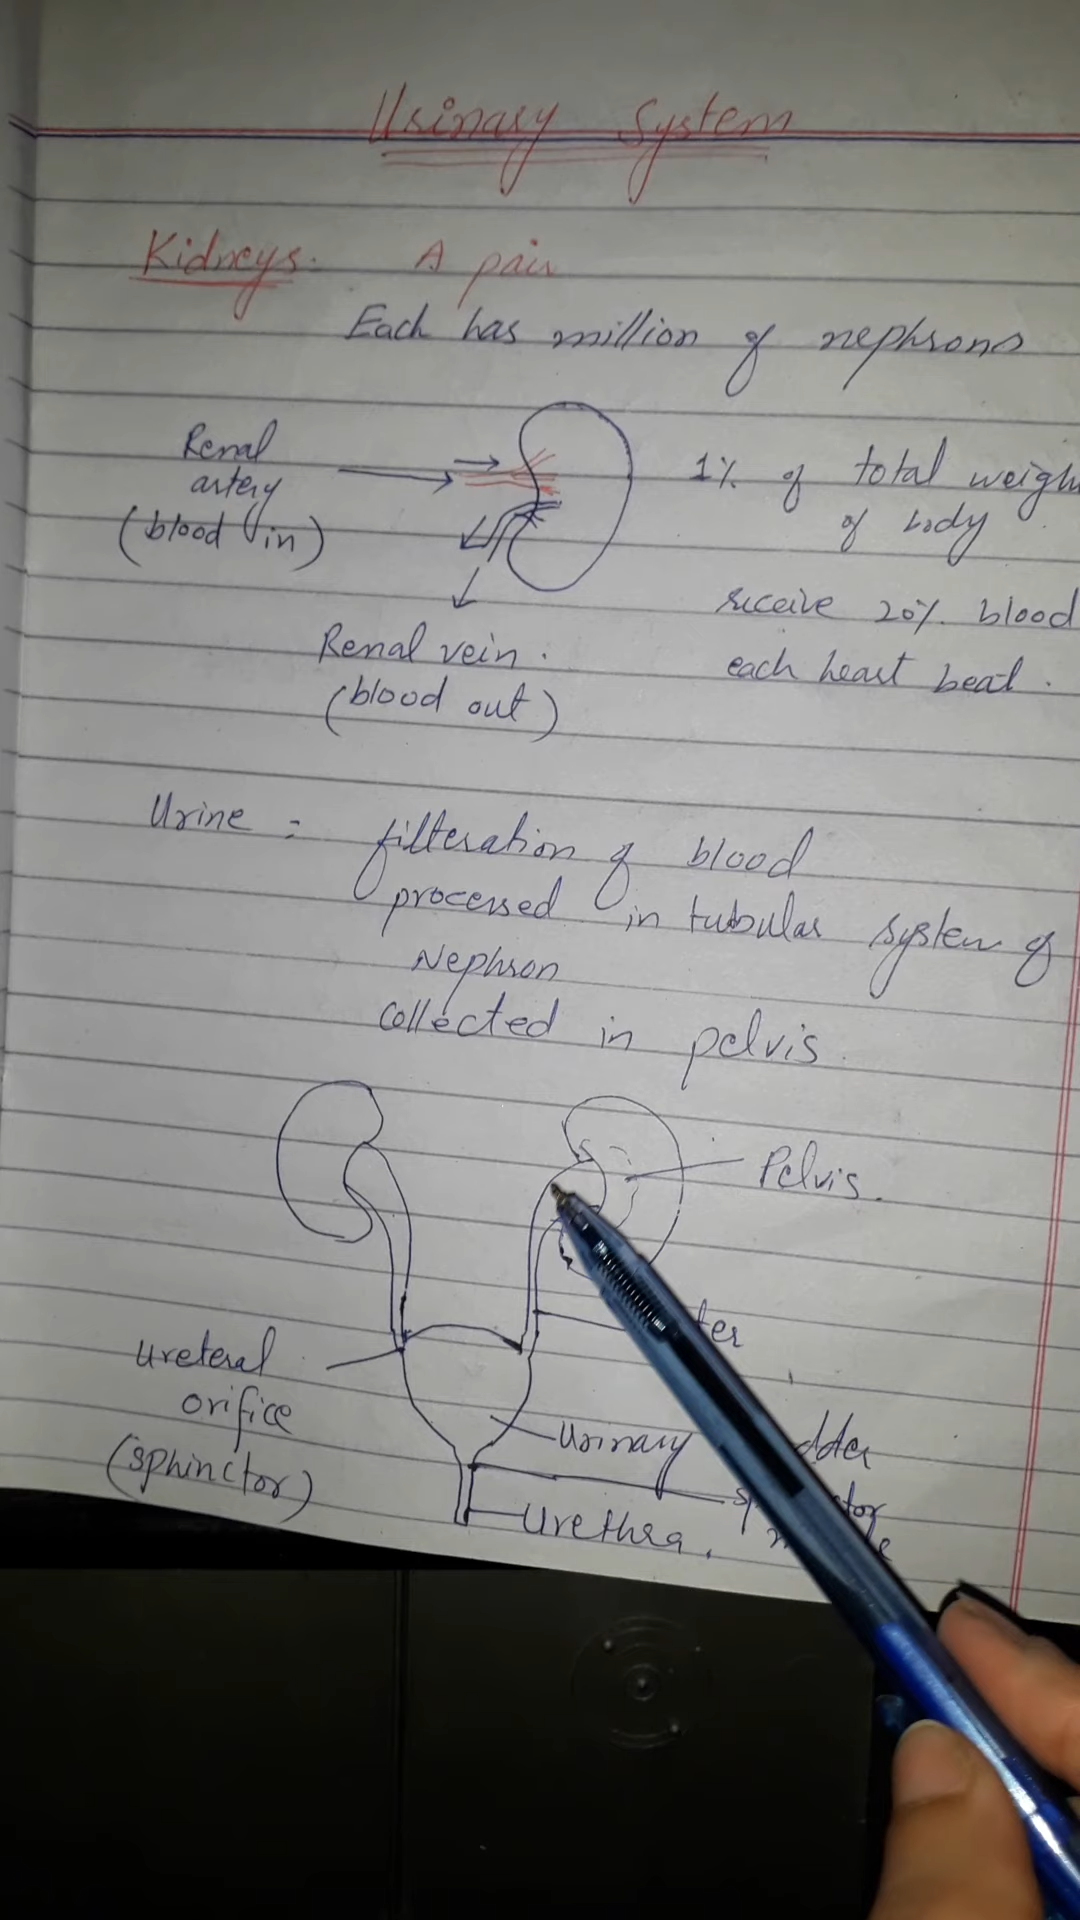 Urinary System
Kidneys. A pair
Each has million of nephrons
Renal
artery
(blood in)
1% of total weigh
of body
receive 20% blood
each heart beat.
Renal vein.
(blood out)
Urine : filteration of blood
processed in tubular system of
Nephron
collected in pelvis.
Pelvis.
ureteral
orifice
(sphinctor)
urinary
urethra.